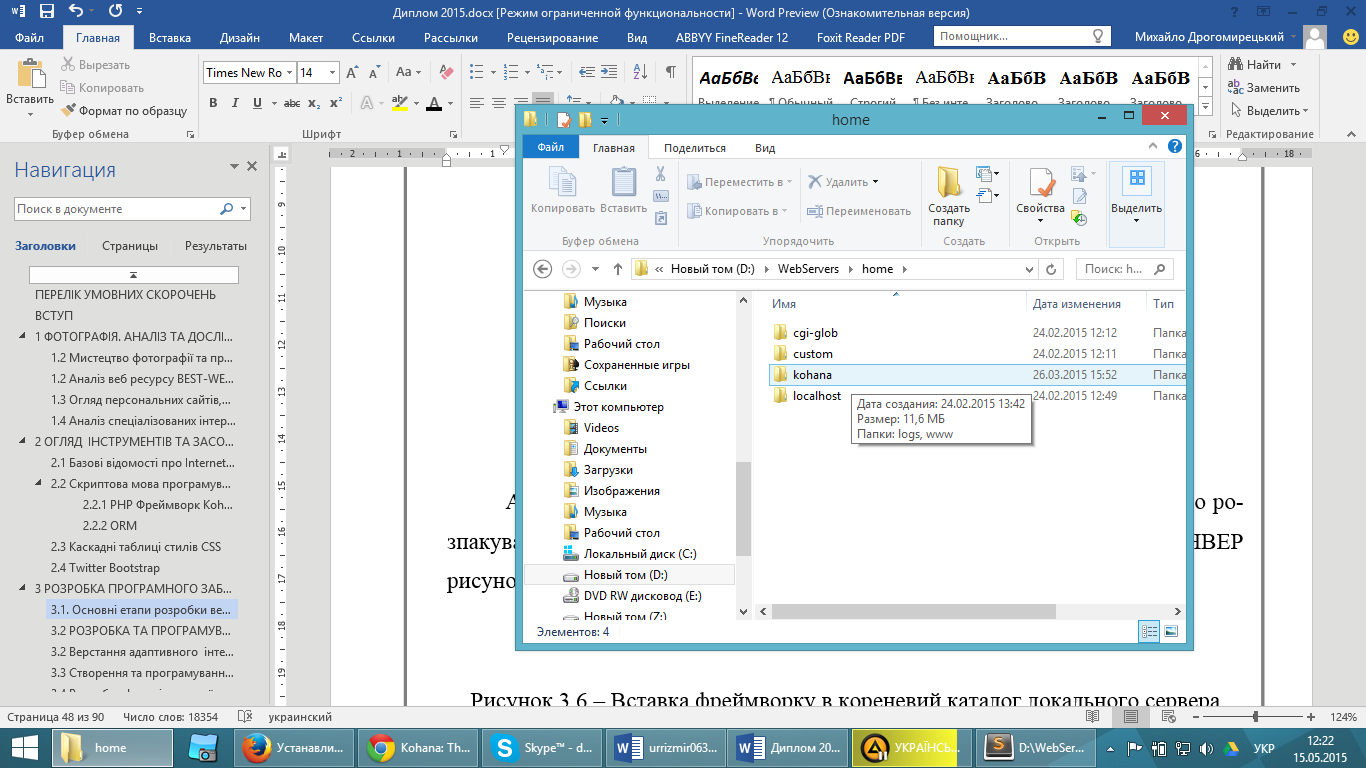 Диплом 2015.docx [Режим ограниченной функциональности] - Word Preview (Ознакомительная версия)
Файл Главная Вставка Дизайн Макет Ссылки Рассылки Рецензирование Вид ABBYY FineReader 12 Foxit Reader PDF Помощник... Михайло Дрогомирецький
Вставить
Вырезать
Копировать
Формат по образцу
Буфер обмена
Times New Ro 14
Шрифт
АаБбВе АаБбВв АаБбВв АаБбВв АаБбВ АаБбВ АаБбВ
Выделение ¶ Обычный Строгий ¶ Без инте... Заголово... Заголово... Заголово...
Найти
Заменить
Выделить
Редактирование
Навигация
Поиск в документе
Заголовки Страницы Результаты
ПЕРЕЛІК УМОВНИХ СКОРОЧЕНЬ
ВСТУП
1 ФОТОГРАФІЯ. АНАЛІЗ ТА ДОСЛІ...
1.2 Мистецтво фотографії та пр...
1.2 Аналіз веб ресурсу BEST-WE...
1.3 Огляд персональних сайтів,...
1.4 Аналіз спеціалізованих інтер...
2 ОГЛЯД ІНСТРУМЕНТІВ ТА ЗАСО...
2.1 Базові відомості про Internet...
2.2 Скриптова мова програмув...
2.2.1 PHP Фреймворк Koh...
2.2.2 ORM
2.3 Каскадні таблиці стилів CSS
2.4 Twitter Bootstrap
3 РОЗРОБКА ПРОГРАМНОГО ЗАБ...
3.1. Основні етапи розробки ве...
3.2 РОЗРОБКА ТА ПРОГРАМУВ...
3.2 Верстання адаптивного інте...
3.3 Створення та програмуванн...
home
Файл Главная Поделиться Вид
Копировать Вставить
Буфер обмена
Переместить в
Копировать в
Удалить
Переименовать
Упорядочить
Создать папку
Создать
Свойства
Открыть
Выделить
Новый том (D:) WebServers home
Поиск: h...
Музыка
Поиски
Рабочий стол
Сохраненные игры
Ссылки
Этот компьютер
Videos
Документы
Загрузки
Изображения
Музыка
Рабочий стол
Локальный диск (C:)
Новый том (D:)
DVD RW дисковод (E:)
Новый том (Z:)
Имя Дата изменения Тип
cgi-glob 24.02.2015 12:12 Папка
custom 24.02.2015 12:11 Папка
kohana 26.03.2015 15:52 Папка
localhost 24.02.2015 12:49 Папка
Дата создания: 24.02.2015 13:42
Размер: 11,6 МБ
Папки: logs, www
Элементов: 4
о ро-
зпакува
ЯВЕР
рисуно
Рисунок 3.6 – Вставка фреймворку в кореневий каталог локального сервера
Страница 48 из 90 Число слов: 18354 украинский 124%
home Устанавли... Kohana: Th... Skype™ - d... urrizmir063... Диплом 20... УКРАЇНСЬ... D:\WebSer... УКР
12:22
15.05.2015